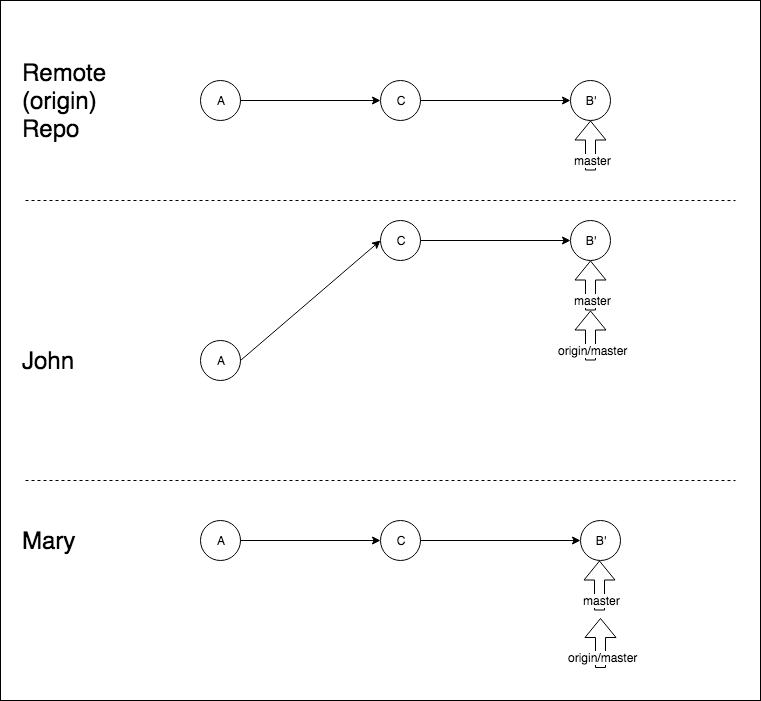 Remote
(origin)
Repo
A
C
B'
master
John
A
C
B'
master
origin/master
Mary
A
C
B'
master
origin/master